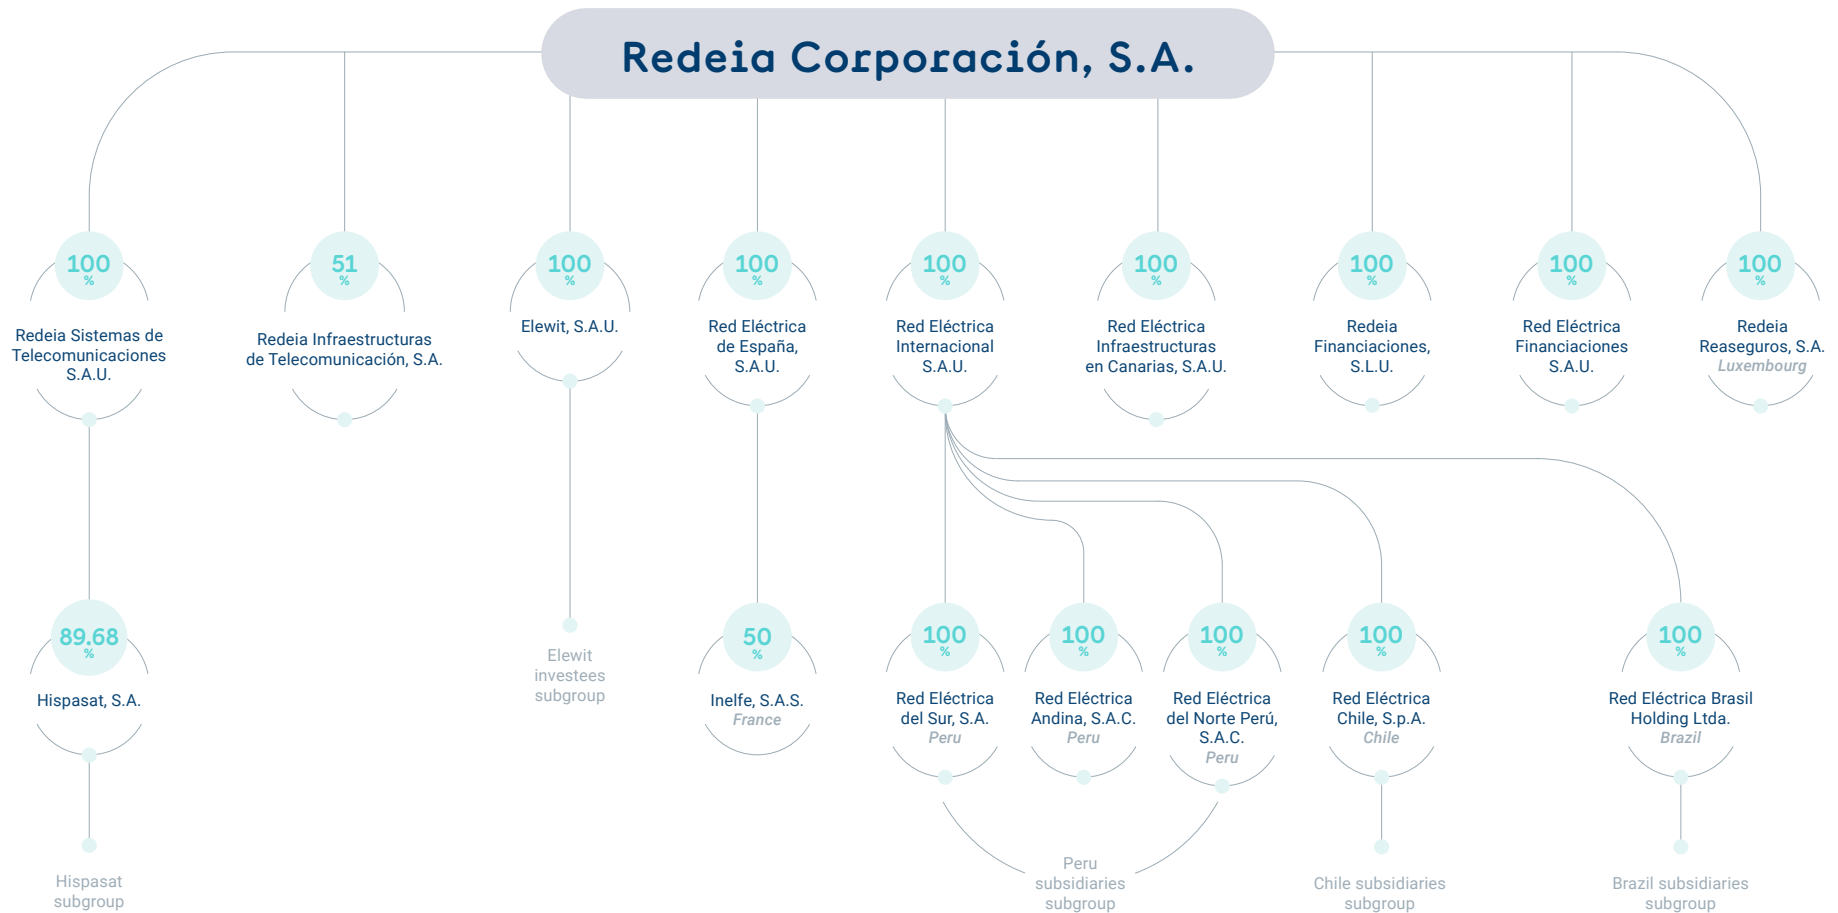 Redeia Corporación, S.A.
100
%
Redeia Sistemas de
Telecomunicaciones
S.A.U.
51
%
Redeia Infraestructuras
de Telecomunicación, S.A.
100
%
Elewit, S.A.U.
100
%
Red Eléctrica
de España,
S.A.U.
100
%
Red Eléctrica
Internacional
S.A.U.
100
%
Red Eléctrica
Infraestructuras
en Canarias, S.A.U.
100
%
Redeia
Financiaciones,
S.L.U.
100
%
Red Eléctrica
Financiaciones
S.A.U.
100
%
Redeia
Reaseguros, S.A.
Luxembourg
89.68
%
Hispasat, S.A.
Elewit
investees
subgroup
50
%
Inelfe, S.A.S.
France
100
%
Red Eléctrica
del Sur, S.A.
Peru
100
%
Red Eléctrica
Andina, S.A.C.
Peru
100
%
Red Eléctrica
del Norte Perú,
S.A.C.
Peru
100
%
Red Eléctrica
Chile, S.p.A.
Chile
100
%
Red Eléctrica Brasil
Holding Ltda.
Brazil
Hispasat
subgroup
Peru
subsidiaries
subgroup
Chile subsidiaries
subgroup
Brazil subsidiaries
subgroup